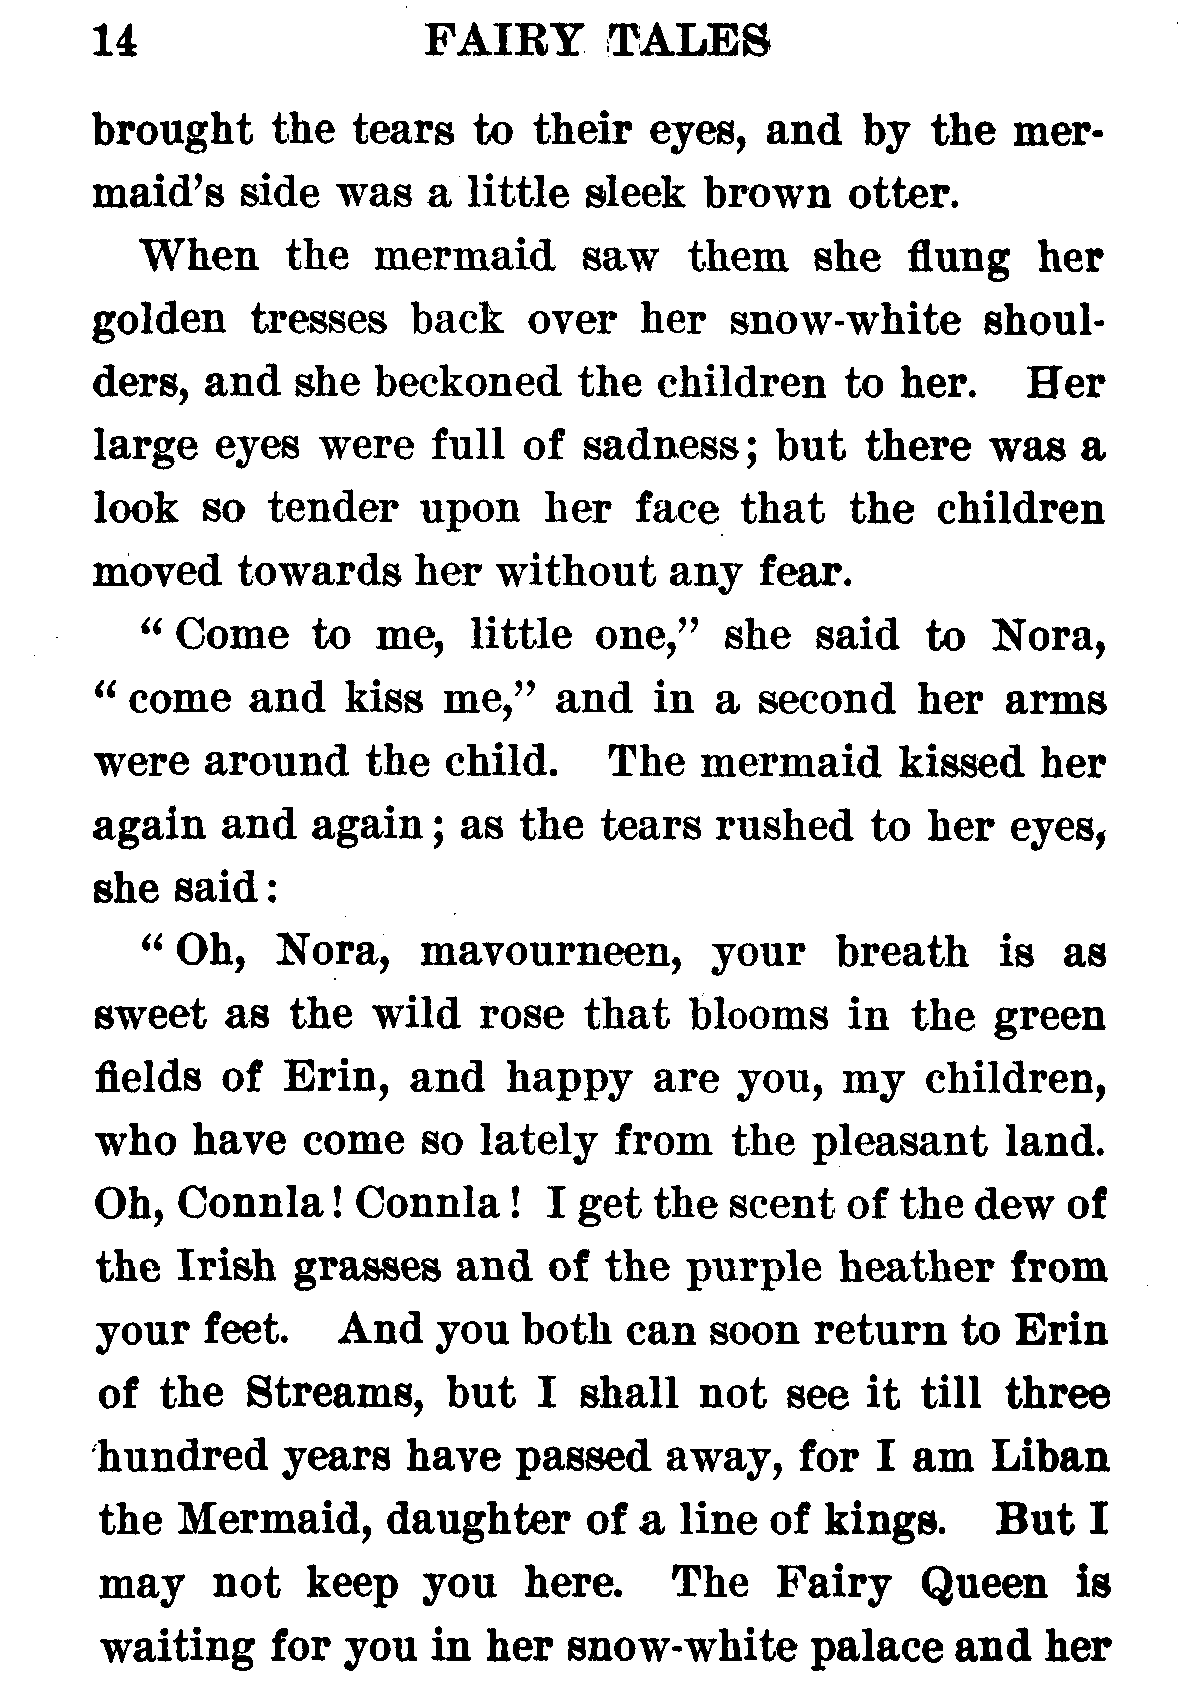 14 FAIRY TALES
brought the tears to their eyes, and by the mer-
maid's side was a little sleek brown otter.
When the mermaid saw them she flung her
golden tresses back over her snow-white shoul-
ders, and she beckoned the children to her. Her
large eyes were full of sadness; but there was a
look so tender upon her face that the children
moved towards her without any fear.
“ Come to me, little one,” she said to Nora,
“ come and kiss me,” and in a second her arms
were around the child. The mermaid kissed her
again and again ; as the tears rushed to her eyes,
she said :
“ Oh, Nora, mavourneen, your breath is as
sweet as the wild rose that blooms in the green
fields of Erin, and happy are you, my children,
who have come so lately from the pleasant land.
Oh, Connla ! Connla ! I get the scent of the dew of
the Irish grasses and of the purple heather from
your feet. And you both can soon return to Erin
of the Streams, but I shall not see it till three
hundred years have passed away, for I am Liban
the Mermaid, daughter of a line of kings. But I
may not keep you here. The Fairy Queen is
waiting for you in her snow-white palace and her